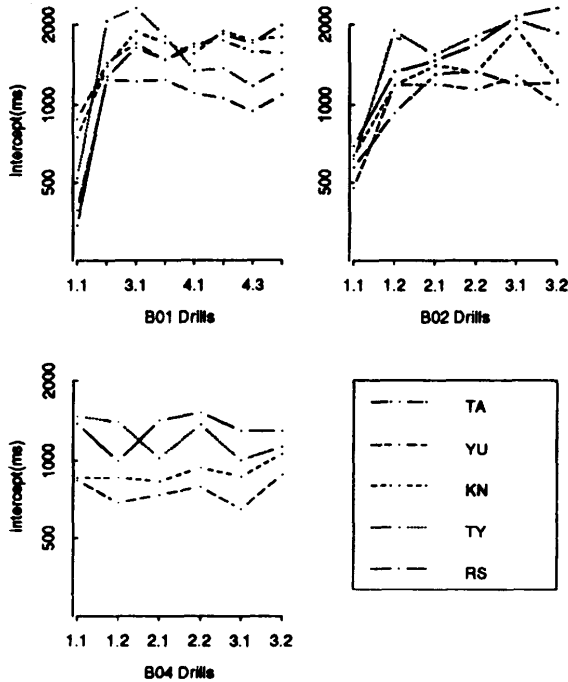 Intercept(ms)
2000
1000
500
1.1
3.1
4.1
4.3
B01 Drills
2000
1000
500
1.1
1.2
2.1
2.2
3.1
3.2
B02 Drills
Intercept(ms)
2000
1000
500
1.1
1.2
2.1
2.2
3.1
3.2
B04 Drills
TA
YU
KN
TY
RS